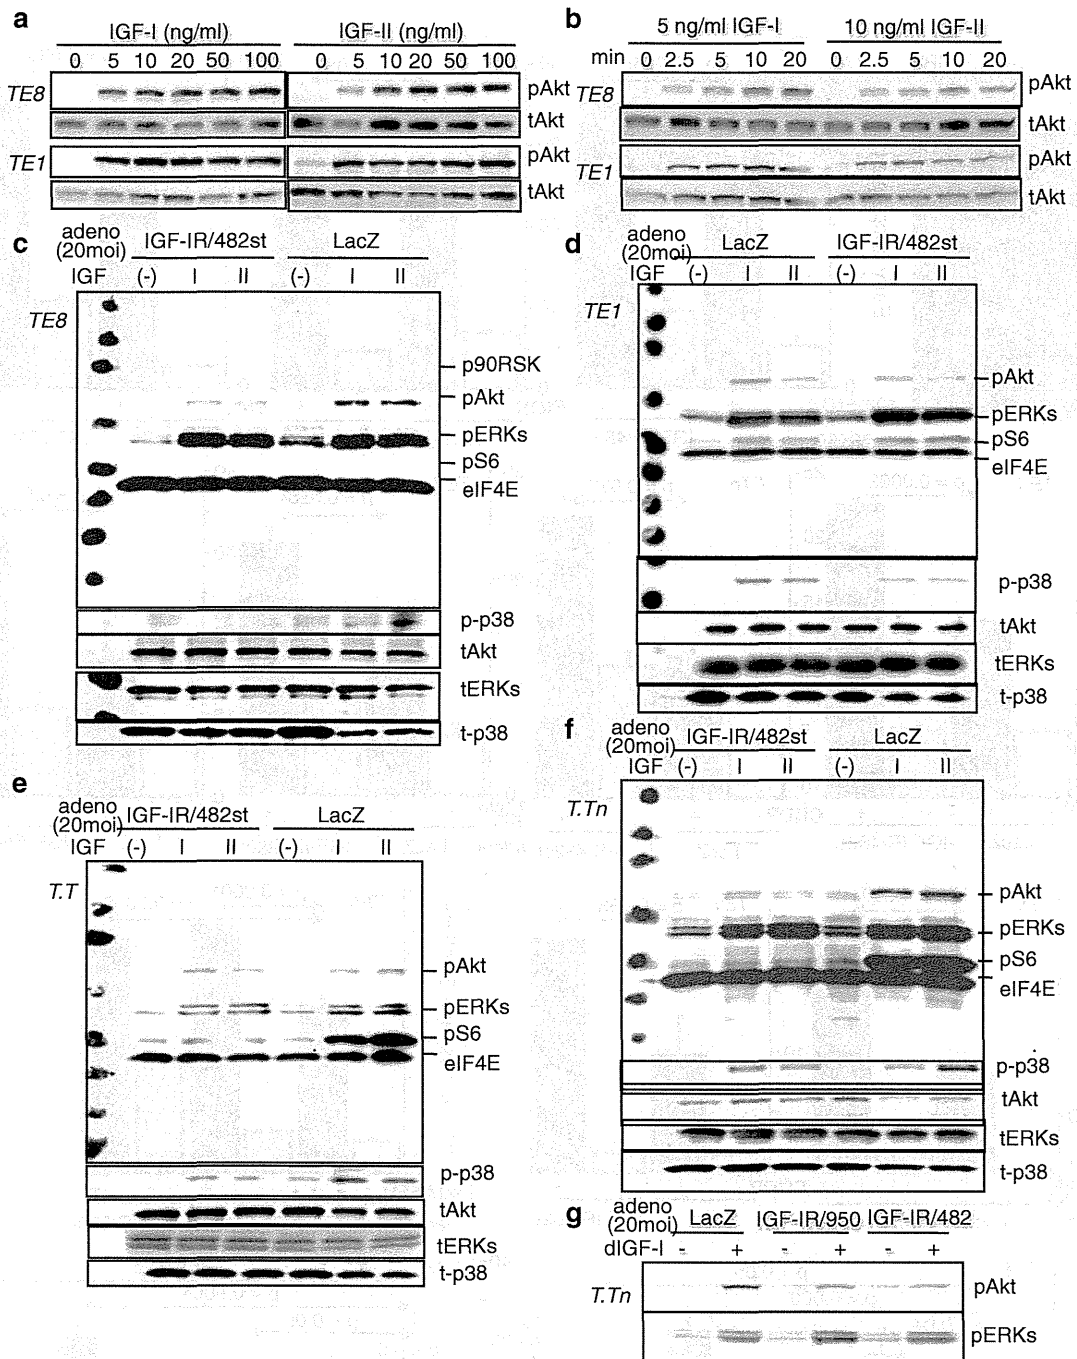 a
IGF-I (ng/ml) IGF-II (ng/ml)
0 5 10 20 50 100 0 5 10 20 50 100
TE8 pAkt
tAkt
TE1 pAkt
tAkt
b
5 ng/ml IGF-I 10 ng/ml IGF-II
min 0 2.5 5 10 20 0 2.5 5 10 20
TE8 pAkt
tAkt
TE1 pAkt
tAkt
c
adeno (20moi) IGF-IR/482st LacZ
IGF (-) I II (-) I II
TE8
p90RSK
pAkt
pERKs
pS6
eIF4E
p-p38
tAkt
tERKs
t-p38
d
adeno (20moi) LacZ IGF-IR/482st
IGF (-) I II (-) I II
TE1
pAkt
pERKs
pS6
eIF4E
p-p38
tAkt
tERKs
t-p38
e
adeno (20moi) IGF-IR/482st LacZ
IGF (-) I II (-) I II
T.T
pAkt
pERKs
pS6
eIF4E
p-p38
tAkt
tERKs
t-p38
f
adeno (20moi) IGF-IR/482st LacZ
IGF (-) I II (-) I II
T.Tn
pAkt
pERKs
pS6
eIF4E
p-p38
tAkt
tERKs
t-p38
g
adeno (20moi) LacZ IGF-IR/950 IGF-IR/482
dIGF-I - + - + - +
T.Tn pAkt
pERKs